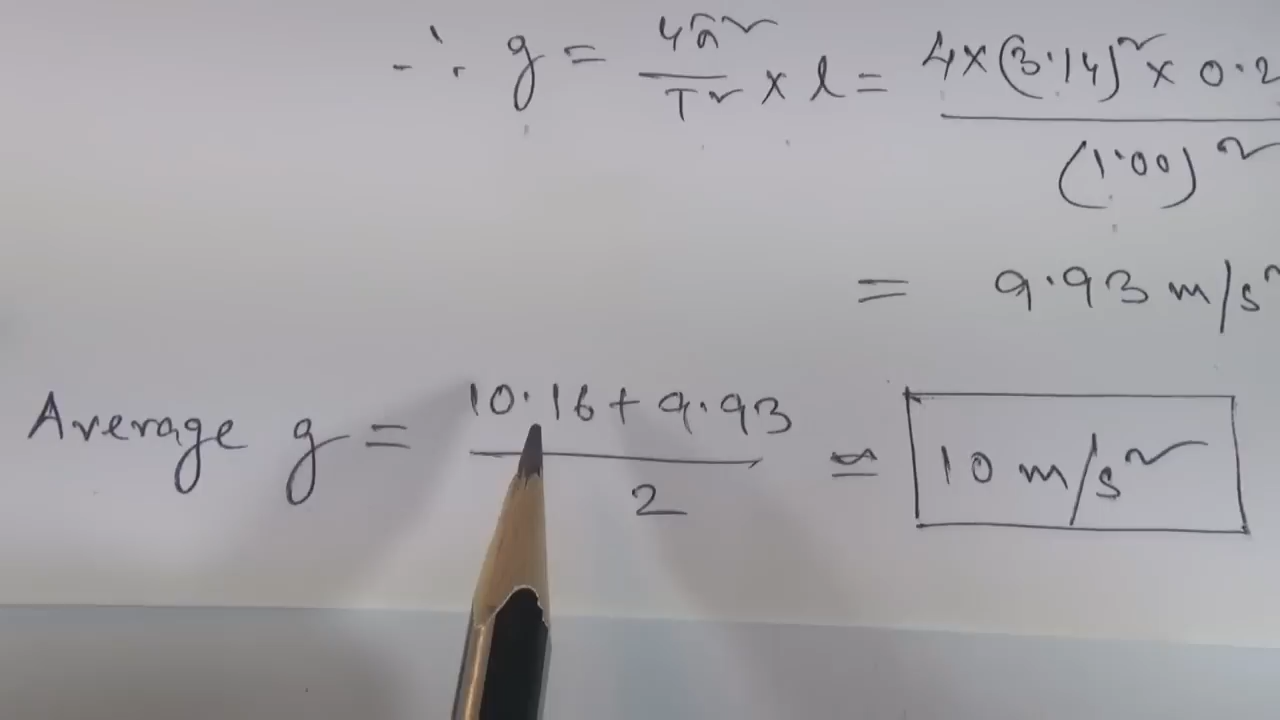 ∴ g = 4π²/T² × l = 4×(3.14)²× 0.2/(1.00)²
= 9.93 m/s²
Average g = 10.16+9.93/2 ≃ 10 m/s²